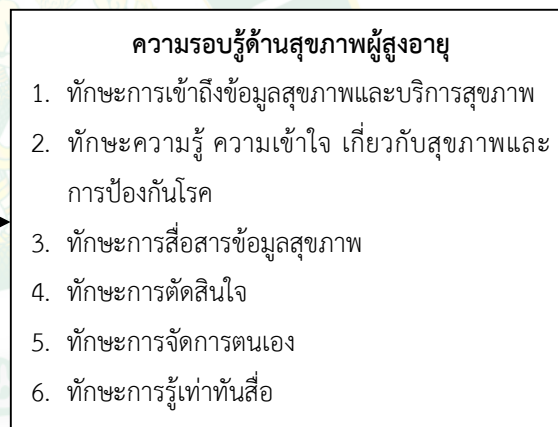 ความรอบรู้ด้านสุขภาพผู้สูงอายุ
1. ทักษะการเข้าถึงข้อมูลสุขภาพและบริการสุขภาพ
2. ทักษะความรู้ ความเข้าใจ เกี่ยวกับสุขภาพและ
การป้องกันโรค
3. ทักษะการสื่อสารข้อมูลสุขภาพ
4. ทักษะการตัดสินใจ
5. ทักษะการจัดการตนเอง
6. ทักษะการรู้เท่าทันสื่อ